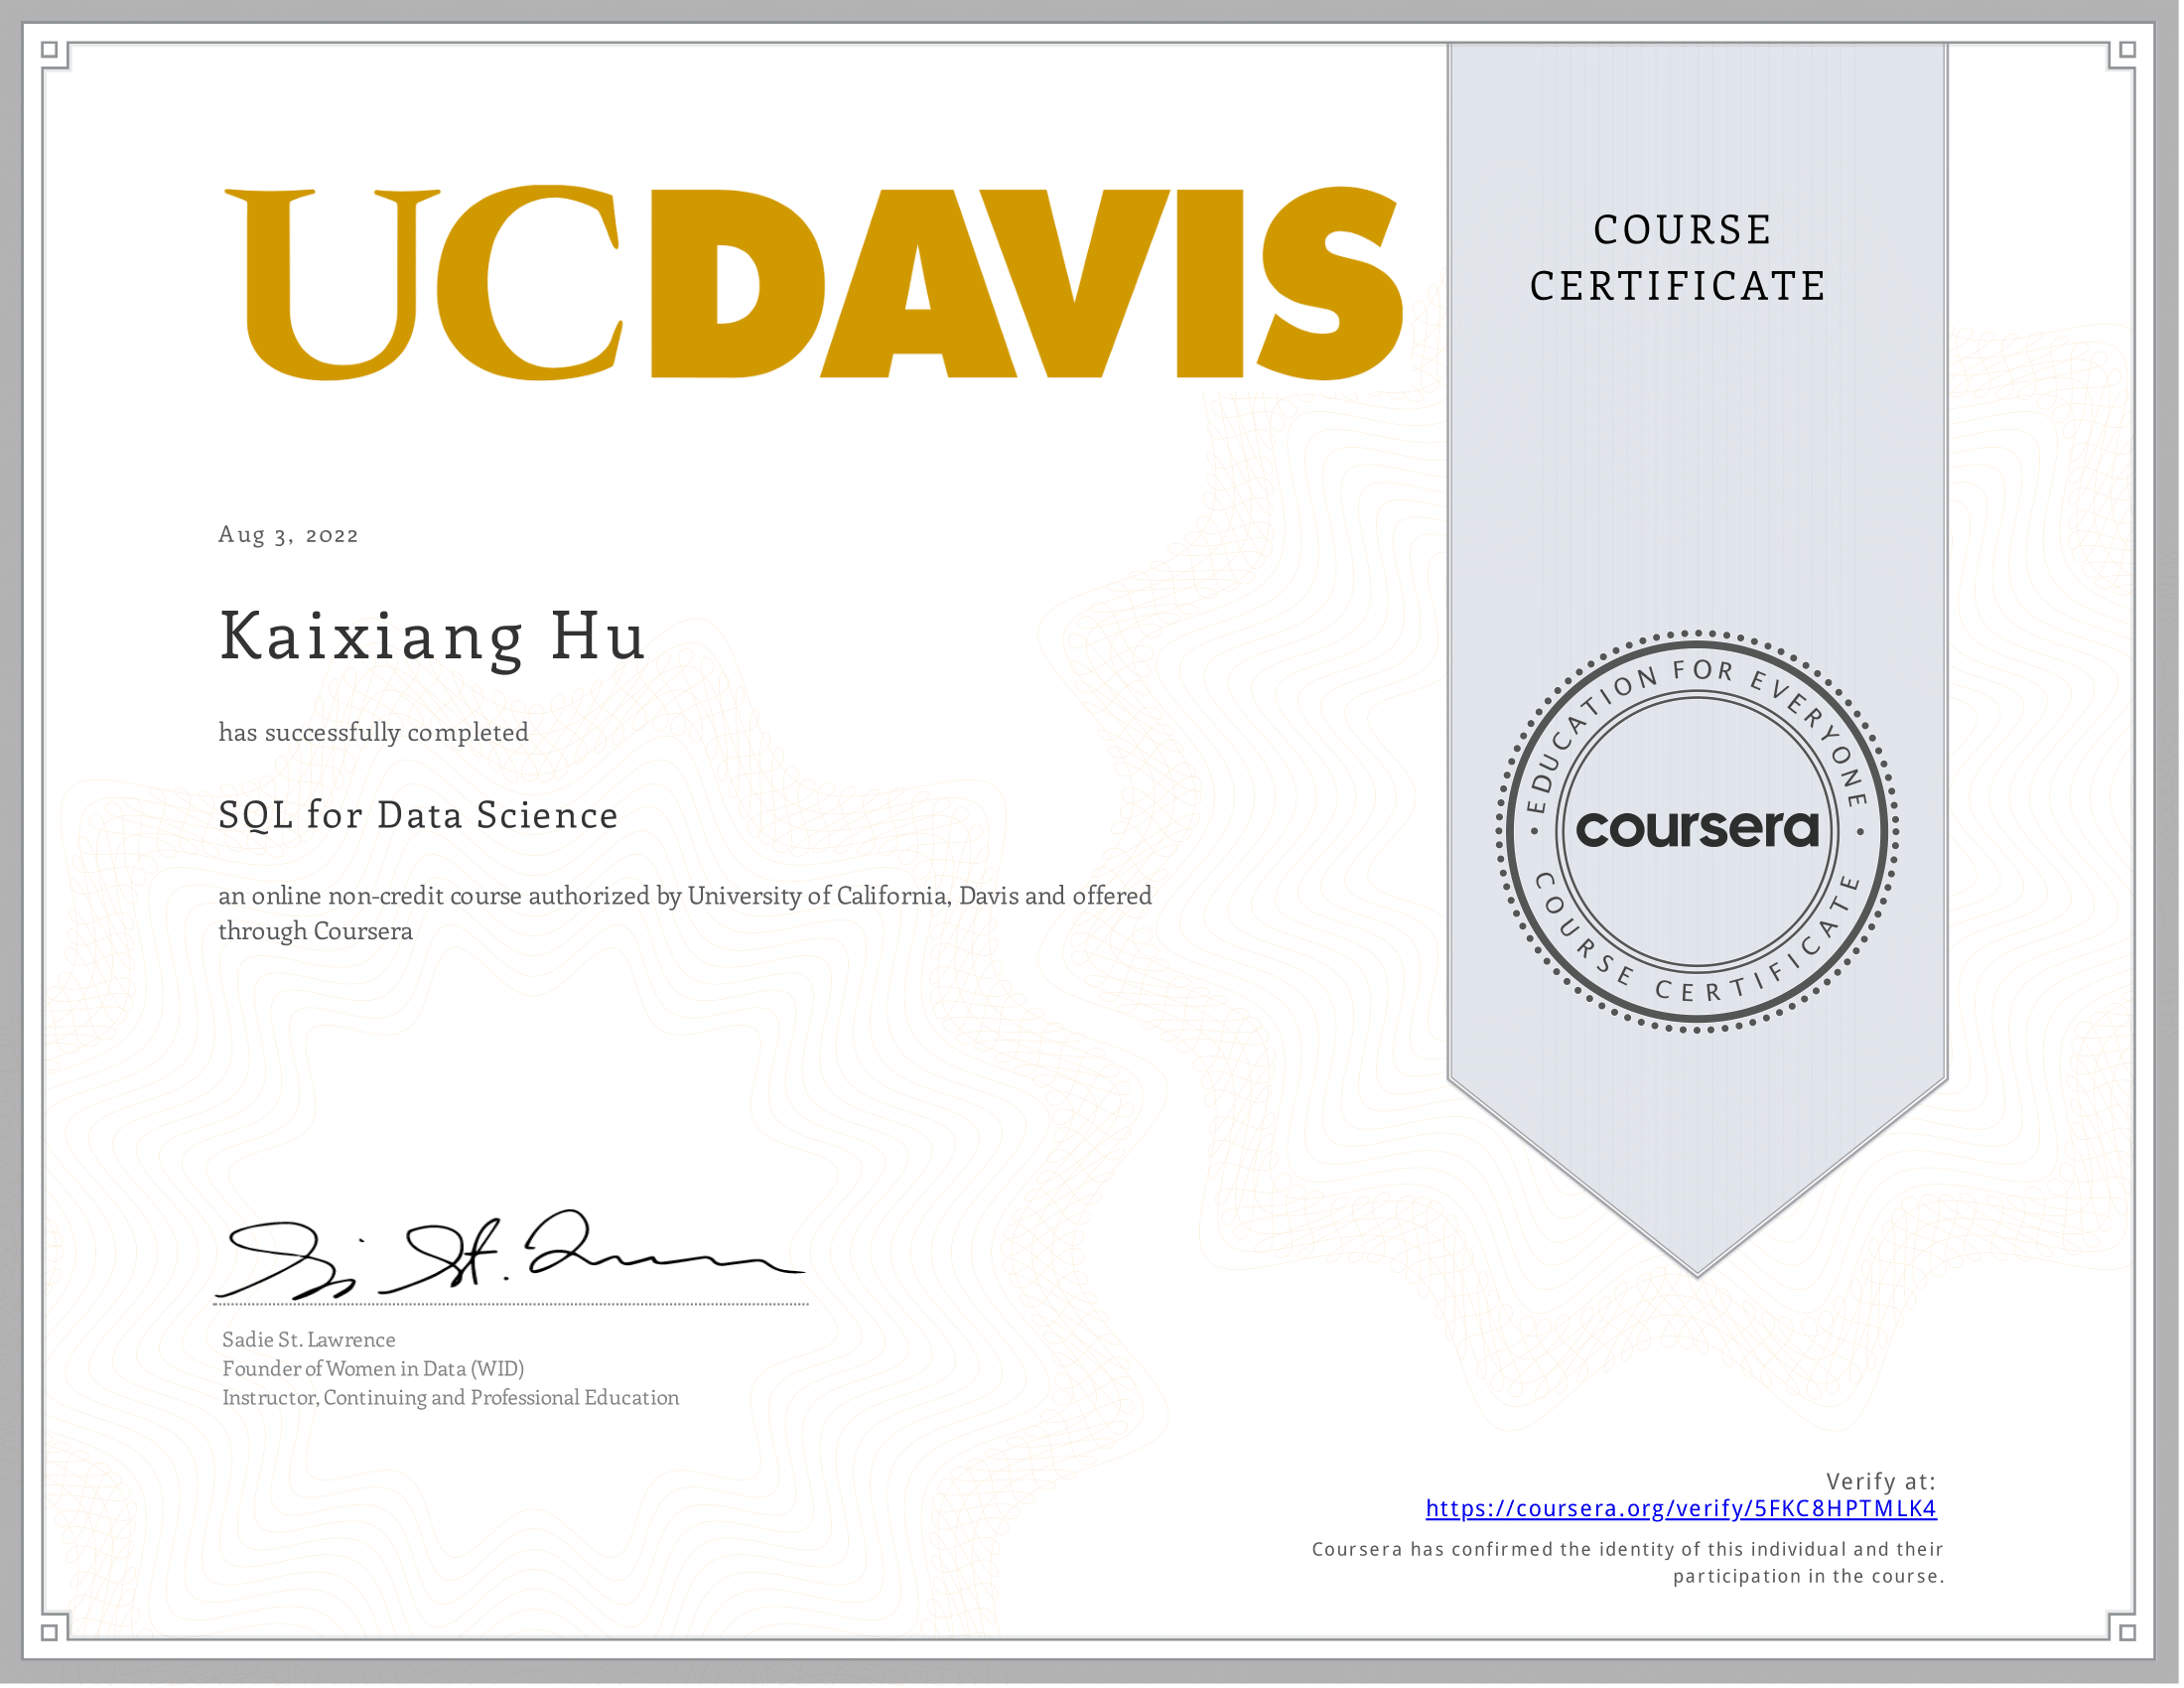 UCDAVIS
COURSE
CERTIFICATE
Aug 3, 2022
Kaixiang Hu
has successfully completed
SQL for Data Science
an online non-credit course authorized by University of California, Davis and offered
through Coursera
EDUCATION FOR EVERYONE
coursera
COURSE CERTIFICATE
Sadie St. Lawrence
Founder of Women in Data (WID)
Instructor, Continuing and Professional Education
Verify at:
https://coursera.org/verify/5FKC8HPTMLK4
Coursera has confirmed the identity of this individual and their
participation in the course.